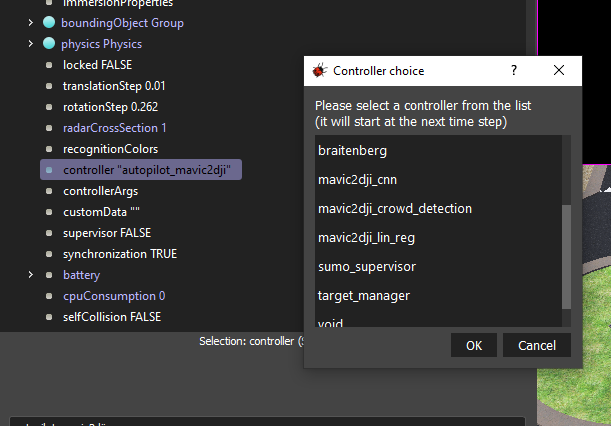 immersionProperties
boundingObject Group
physics Physics
locked FALSE
translationStep 0.01
rotationStep 0.262
radarCrossSection 1
recognitionColors
controller "autopilot_mavic2dji"
controllerArgs
customData ""
supervisor FALSE
synchronization TRUE
battery
cpuConsumption 0
selfCollision FALSE
Selection: controller (S
Controller choice
?
Please select a controller from the list
(it will start at the next time step)
braitenberg
mavic2dji_cnn
mavic2dji_crowd_detection
mavic2dji_lin_reg
sumo_supervisor
target_manager
void
OK
Cancel